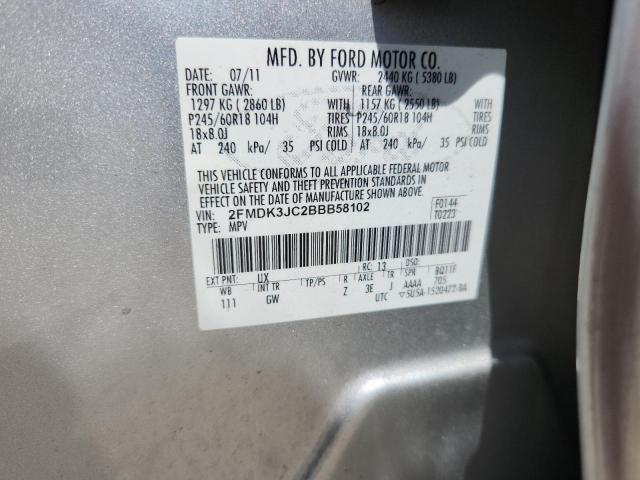 MFD. BY FORD MOTOR CO.
DATE: 07/11 GVWR: 2440 KG ( 5380 LB)
FRONT GAWR: REAR GAWR:
1297 KG ( 2860 LB) WITH 1157 KG ( 2550 LB) WITH
P245/60R18 104H TIRES P245/60R18 104H TIRES
18x8.0J RIMS 18x8.0J RIMS
AT 240 kPa/ 35 PSI COLD AT 240 kPa/ 35 PSI COLD
THIS VEHICLE CONFORMS TO ALL APPLICABLE FEDERAL MOTOR
VEHICLE SAFETY AND THEFT PREVENTION STANDARDS IN
EFFECT ON THE DATE OF MANUFACTURE SHOWN ABOVE.
VIN: 2FMDK3JC2BBB58102 F0144
TYPE: MPV T0223
EXT PNT: UX RC: 13 DSO:
WB INT TR TP/PS R AXLE TR SPR BQ11F
111 GW Z 3E J AAAA 705
UTC ▽5U5A-1520472-BA